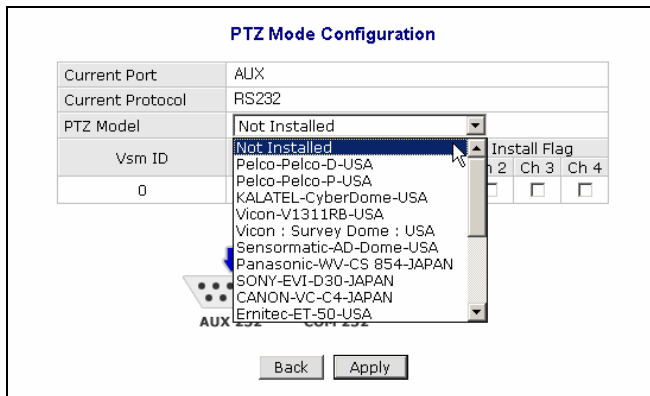 PTZ Mode Configuration
Current Port AUX
Current Protocol RS232
PTZ Model Not Installed
Vsm ID Install Flag
2 Ch 3 Ch 4
0
Not Installed
Pelco-Pelco-D-USA
Pelco-Pelco-P-USA
KALATEL-CyberDome-USA
Vicon-V1311RB-USA
Vicon : Survey Dome : USA
Sensormatic-AD-Dome-USA
Panasonic-WV-CS 854-JAPAN
SONY-EVI-D30-JAPAN
CANON-VC-C4-JAPAN
Ernitec-ET-50-USA
AUX 232 COM 232
Back Apply